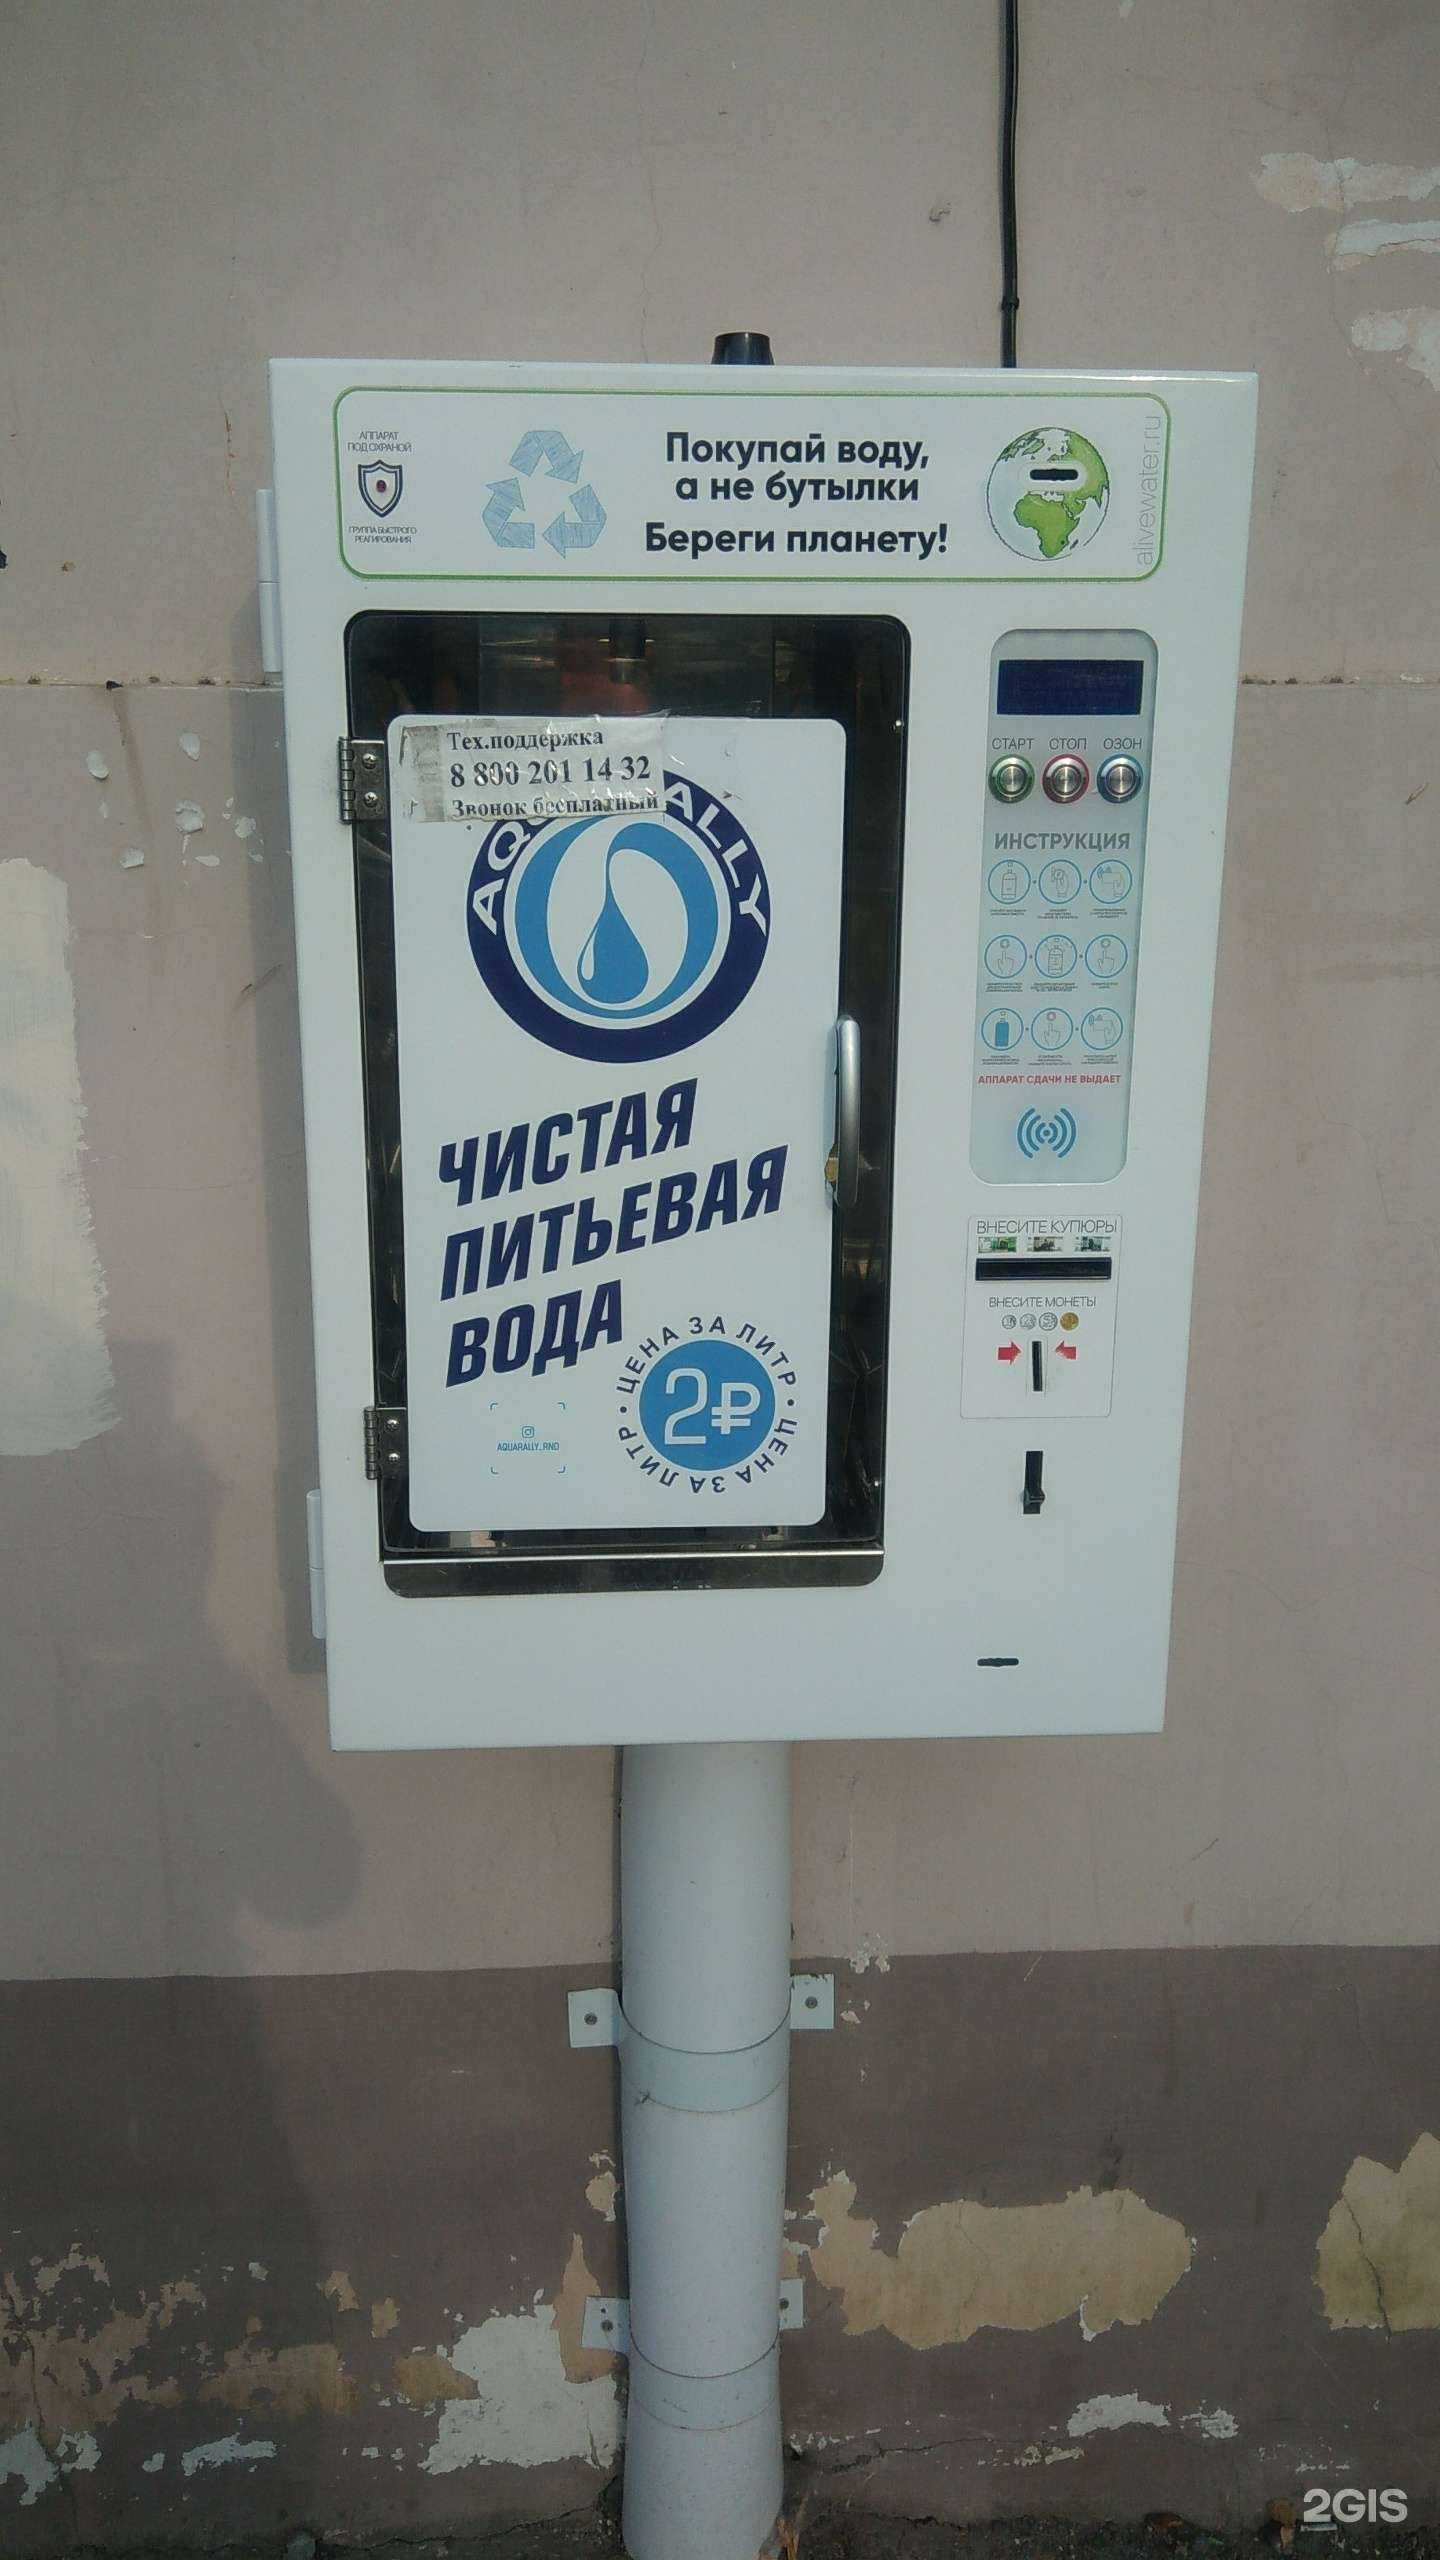 АППАРАТ
ПОД ОХРАНОЙ
ГРУППА БЫСТРОГО
РЕАГИРОВАНИЯ
Покупай воду,
а не бутылки
Береги планету!
alivewater.ru
Тех.поддержка
8 800 201 14 32
Звонок бесплатный
ALLY
ЧИСТАЯ
ПИТЬЕВАЯ
ВОДА
ЦЕНА ЗА ЛИТР • ЦЕНА ЗА ЛИТР •
2₽
AQUARALLY_RND
СТАРТ СТОП ОЗОН
ИНСТРУКЦИЯ
АППАРАТ СДАЧИ НЕ ВЫДАЕТ
ВНЕСИТЕ КУПЮРЫ
ВНЕСИТЕ МОНЕТЫ
2GIS